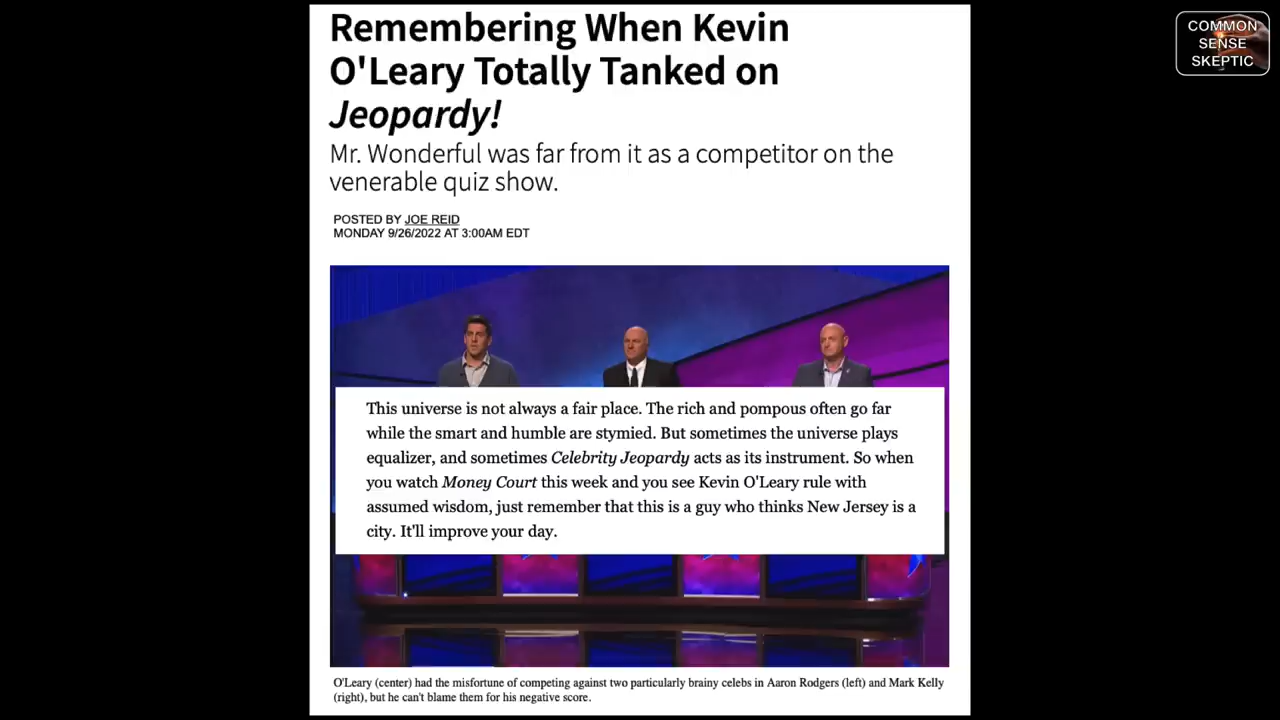 Remembering When Kevin
O'Leary Totally Tanked on
Jeopardy!
Mr. Wonderful was far from it as a competitor on the
venerable quiz show.
POSTED BY JOE REID
MONDAY 9/26/2022 AT 3:00AM EDT
This universe is not always a fair place. The rich and pompous often go far
while the smart and humble are stymied. But sometimes the universe plays
equalizer, and sometimes Celebrity Jeopardy acts as its instrument. So when
you watch Money Court this week and you see Kevin O'Leary rule with
assumed wisdom, just remember that this is a guy who thinks New Jersey is a
city. It'll improve your day.
O'Leary (center) had the misfortune of competing against two particularly brainy celebs in Aaron Rodgers (left) and Mark Kelly
(right), but he can't blame them for his negative score.
COMMON
SENSE
SKEPTIC